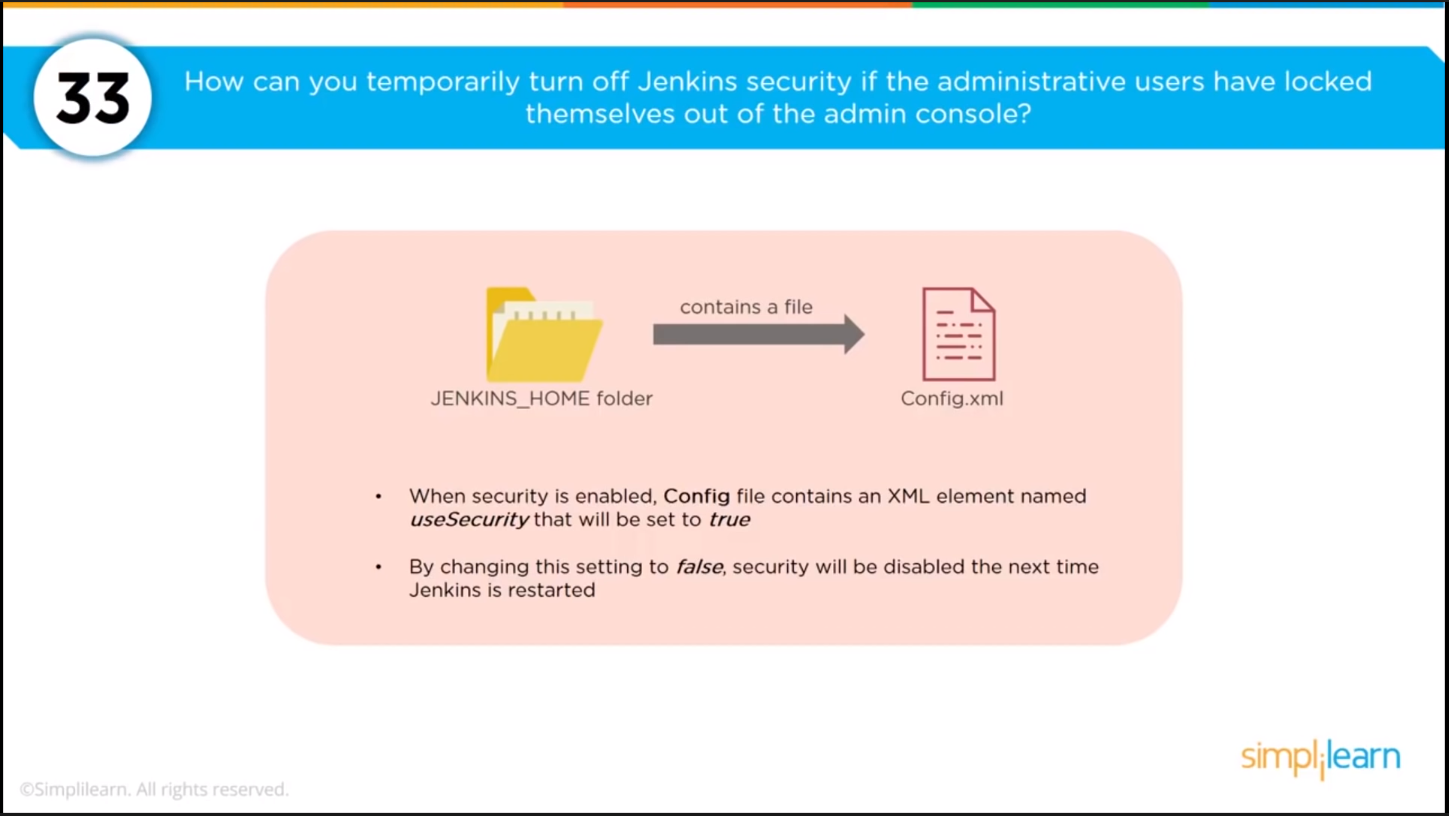 33
How can you temporarily turn off Jenkins security if the administrative users have locked
themselves out of the admin console?
contains a file
JENKINS_HOME folder
Config.xml
• When security is enabled, Config file contains an XML element named
useSecurity that will be set to true
• By changing this setting to false, security will be disabled the next time
Jenkins is restarted
simplilearn
©Simplilearn. All rights reserved.